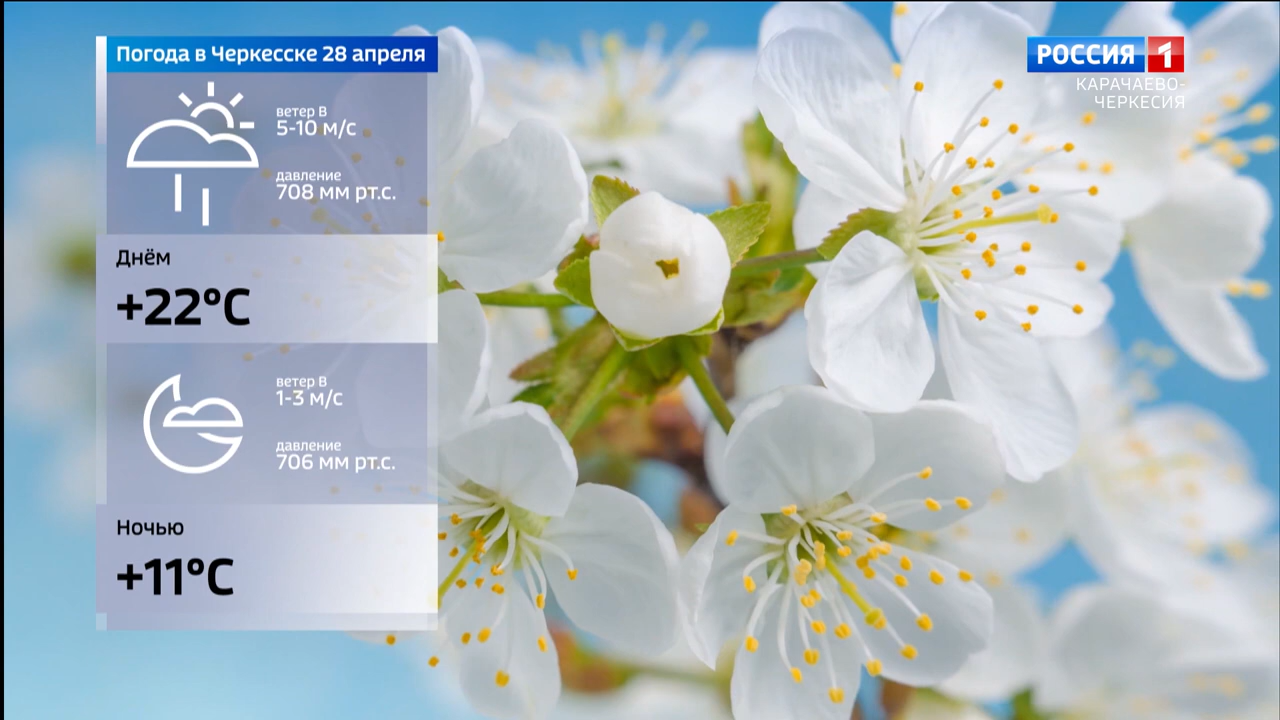 Погода в Черкесске 28 апреля
РОССИЯ 1
КАРАЧАЕВО-
ЧЕРКЕСИЯ
ветер В
5-10 м/с
давление
708 мм рт.с.
Днём
+22°C
ветер В
1-3 м/с
давление
706 мм рт.с.
Ночью
+11°C